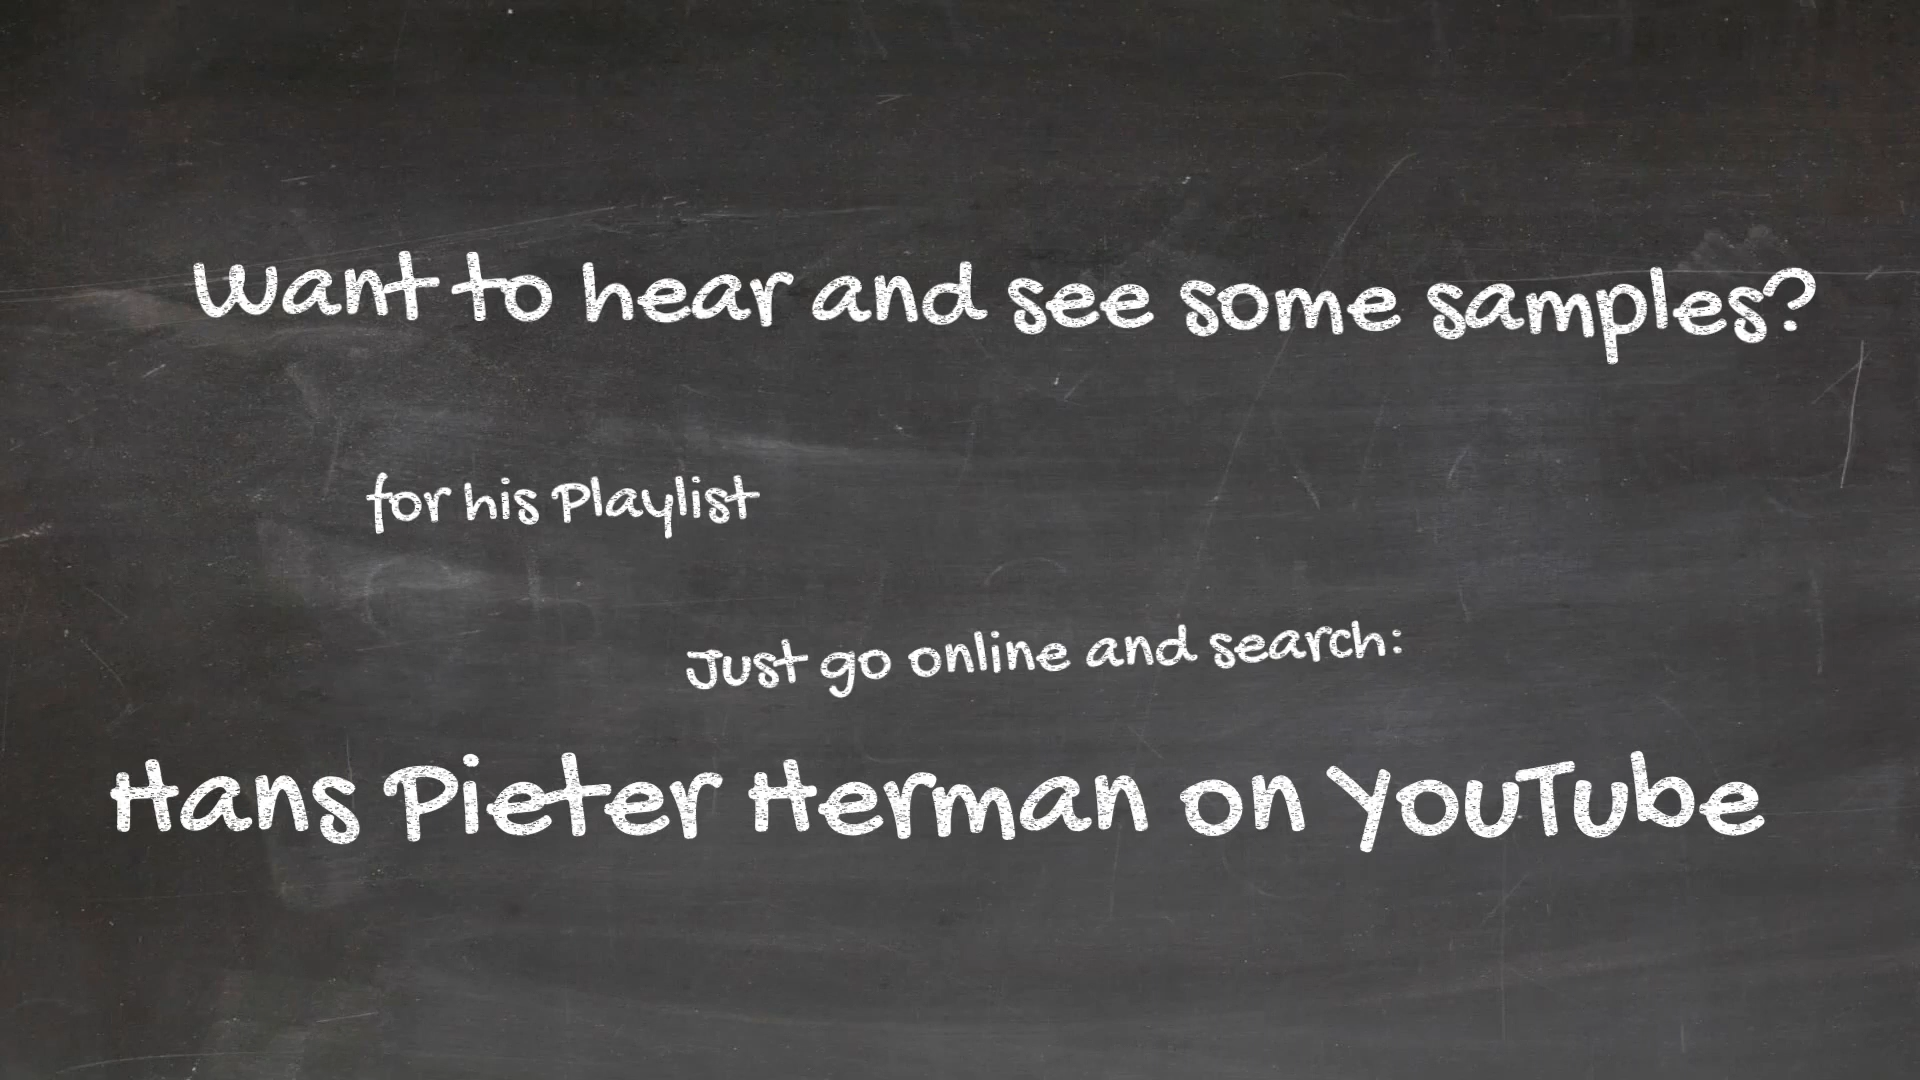 Want to hear and see some samples?
for his Playlist
Just go online and search:
Hans Pieter Herman on YouTube